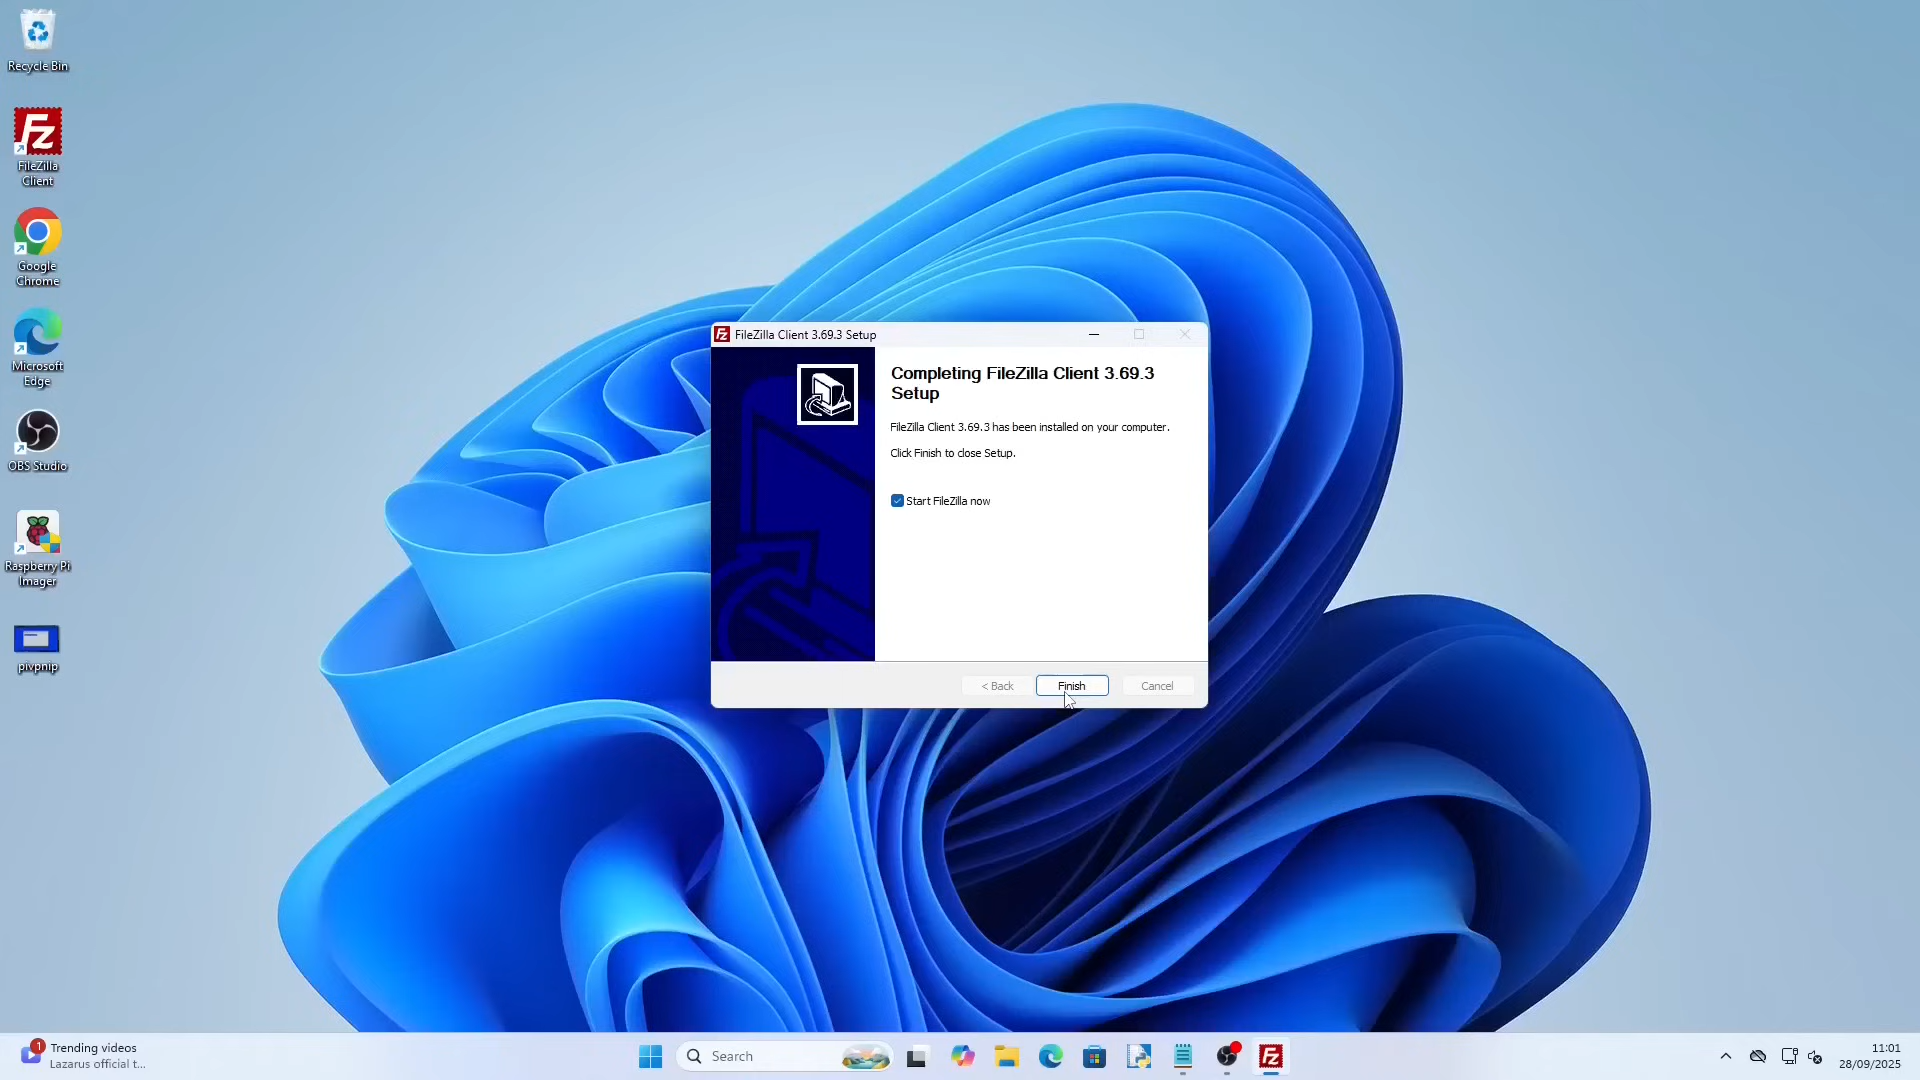 Recycle Bin
FileZilla
Client
Google
Chrome
Microsoft
Edge
OBS Studio
Raspberry Pi
Imager
pivpnip
FileZilla Client 3.69.3 Setup
Completing FileZilla Client 3.69.3
Setup
FileZilla Client 3.69.3 has been installed on your computer.
Click Finish to close Setup.
Start FileZilla now
< Back
Finish
Cancel
1
Trending videos
Lazarus official t...
Search
11:01
28/09/2025